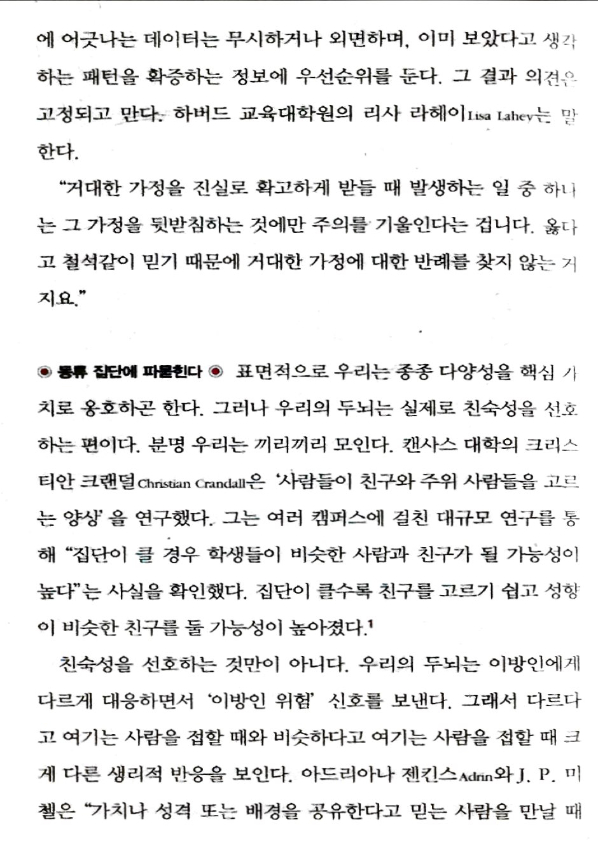 에 어긋나는 데이터는 무시하거나 외면하며, 이미 보았다고 생각
하는 패턴을 확증하는 정보에 우선순위를 둔다. 그 결과 의견은
고정되고 만다. 하버드 교육대학원의 리사 라헤이Lisa Lahey는 말
한다.
“거대한 가정을 진실로 확고하게 받들 때 발생하는 일 중 하나
는 그 가정을 뒷받침하는 것에만 주의를 기울인다는 겁니다. 옳다
고 철석같이 믿기 때문에 거대한 가정에 대한 반례를 찾지 않는 거
지요.”
◉ 동류 집단에 파묻힌다 ◉ 표면적으로 우리는 종종 다양성을 핵심 가
치로 옹호하곤 한다. 그러나 우리의 두뇌는 실제로 친숙성을 선호
하는 편이다. 분명 우리는 끼리끼리 모인다. 캔사스 대학의 크리스
티안 크랜덜Christian Crandall은 ‘사람들이 친구와 주위 사람들을 고르
는 양상’을 연구했다. 그는 여러 캠퍼스에 걸친 대규모 연구를 통
해 “집단이 클 경우 학생들이 비슷한 사람과 친구가 될 가능성이
높다”는 사실을 확인했다. 집단이 클수록 친구를 고르기 쉽고 성향
이 비슷한 친구를 둘 가능성이 높아졌다.¹
친숙성을 선호하는 것만이 아니다. 우리의 두뇌는 이방인에게
다르게 대응하면서 ‘이방인 위험’ 신호를 보낸다. 그래서 다르다
고 여기는 사람을 접할 때와 비슷하다고 여기는 사람을 접할 때 크
게 다른 생리적 반응을 보인다. 아드리아나 젠킨스Adrin와 J. P. 미
첼은 “가치나 성격 또는 배경을 공유한다고 믿는 사람을 만날 때